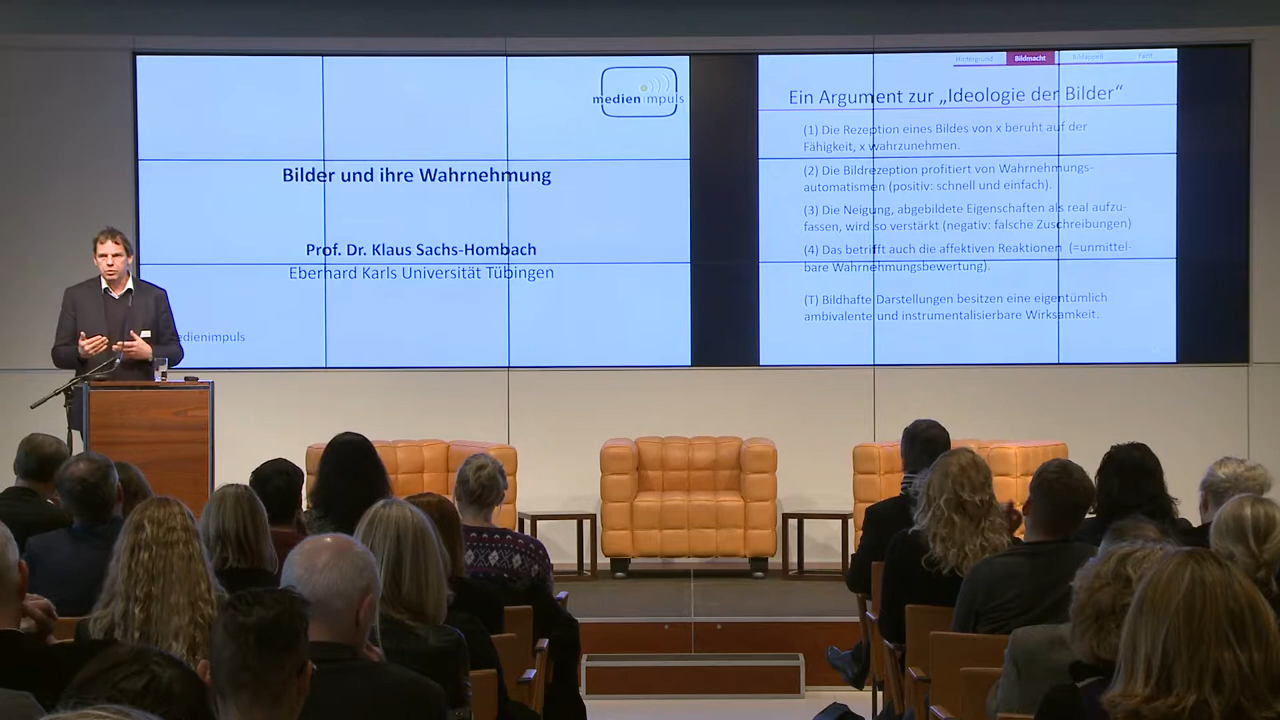 medienimpuls
Bilder und ihre Wahrnehmung
Prof. Dr. Klaus Sachs-Hombach
Eberhard Karls Universität Tübingen
edienimpuls
Hintergrund Bildmacht Bildappell Fazit
Ein Argument zur „Ideologie der Bilder“
(1) Die Rezeption eines Bildes von x beruht auf der
Fähigkeit, x wahrzunehmen.
(2) Die Bildrezeption profitiert von Wahrnehmungs-
automatismen (positiv: schnell und einfach).
(3) Die Neigung, abgebildete Eigenschaften als real aufzu-
fassen, wird so verstärkt (negativ: falsche Zuschreibungen)
(4) Das betrifft auch die affektiven Reaktionen (=unmittel-
bare Wahrnehmungsbewertung).
(T) Bildhafte Darstellungen besitzen eine eigentümlich
ambivalente und instrumentalisierbare Wirksamkeit.